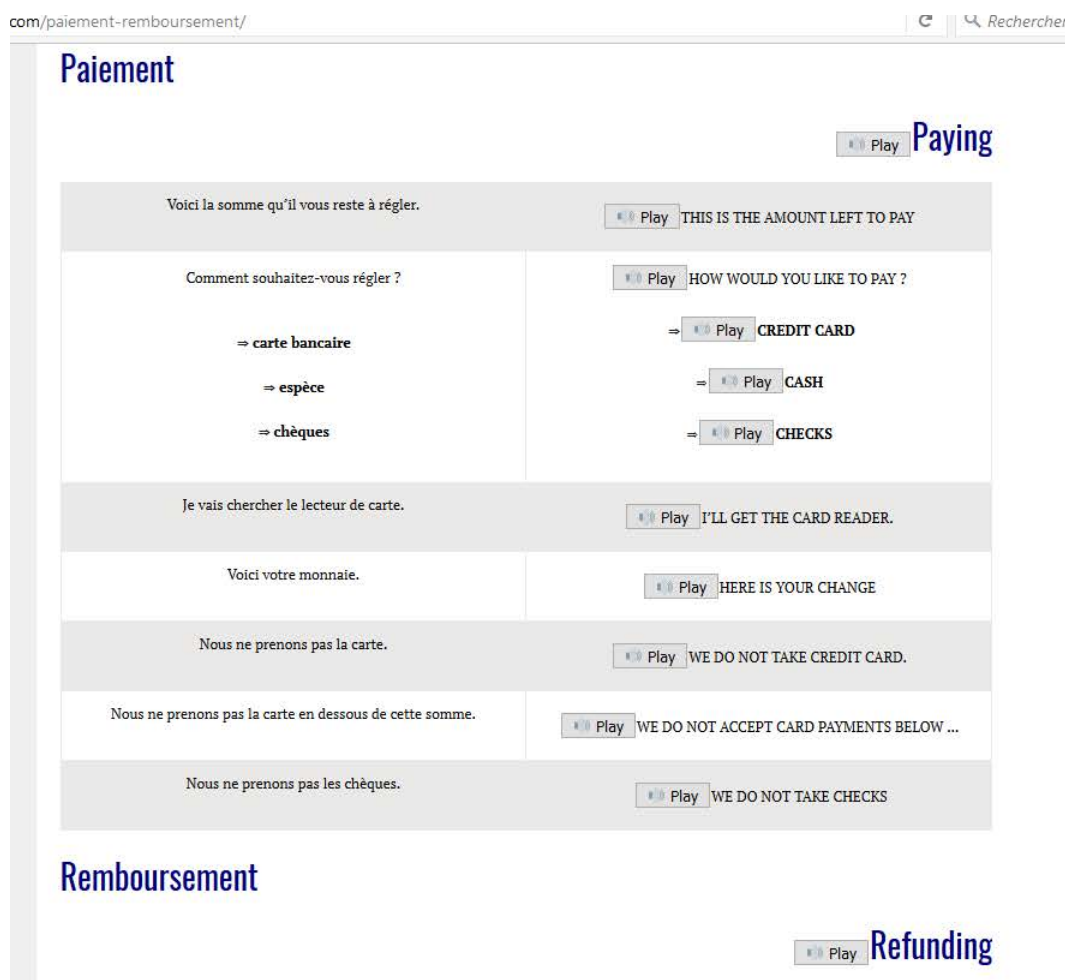 com/paiement-remboursement/
Rechercher
Paiement
Play Paying
Voici la somme qu'il vous reste à régler.
Play THIS IS THE AMOUNT LEFT TO PAY
Comment souhaitez-vous régler ?
Play HOW WOULD YOU LIKE TO PAY ?
⇒ carte bancaire
⇒ Play CREDIT CARD
⇒ espèce
⇒ Play CASH
⇒ chèques
⇒ Play CHECKS
Je vais chercher le lecteur de carte.
Play I'LL GET THE CARD READER.
Voici votre monnaie.
Play HERE IS YOUR CHANGE
Nous ne prenons pas la carte.
Play WE DO NOT TAKE CREDIT CARD.
Nous ne prenons pas la carte en dessous de cette somme.
Play WE DO NOT ACCEPT CARD PAYMENTS BELOW ...
Nous ne prenons pas les chèques.
Play WE DO NOT TAKE CHECKS
Remboursement
Play Refunding